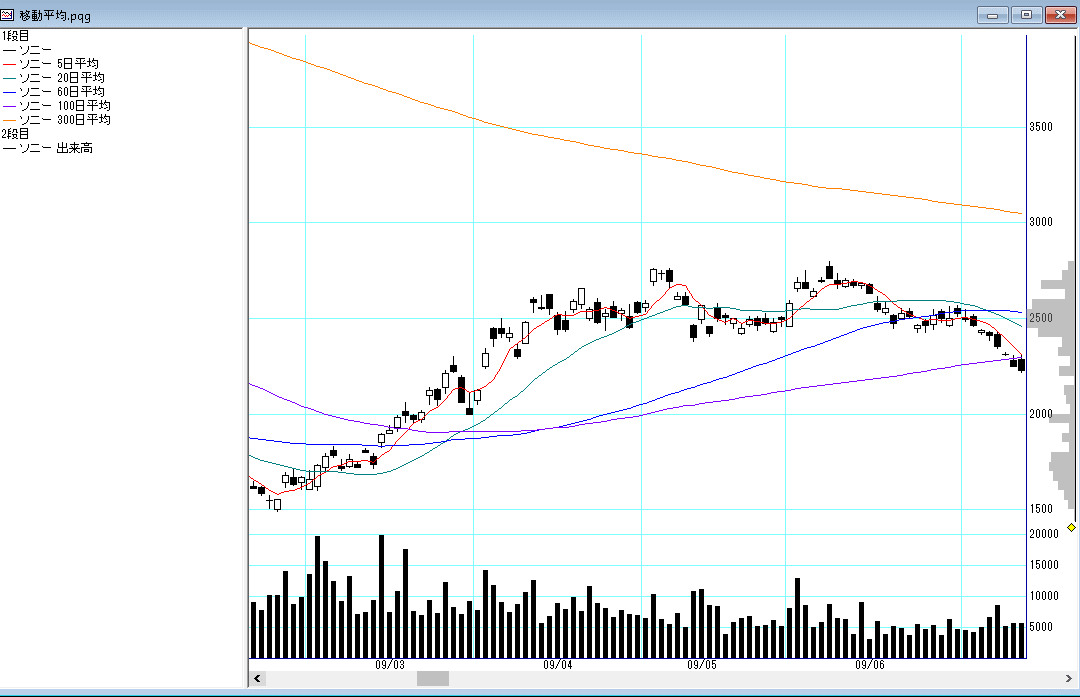 移動平均.pqg
1段目
ソニー
ソニー 5日平均
ソニー 20日平均
ソニー 60日平均
ソニー 100日平均
ソニー 300日平均
2段目
ソニー 出来高
3500
3000
2500
2000
1500
20000
15000
10000
5000
09/03 09/04 09/05 09/06